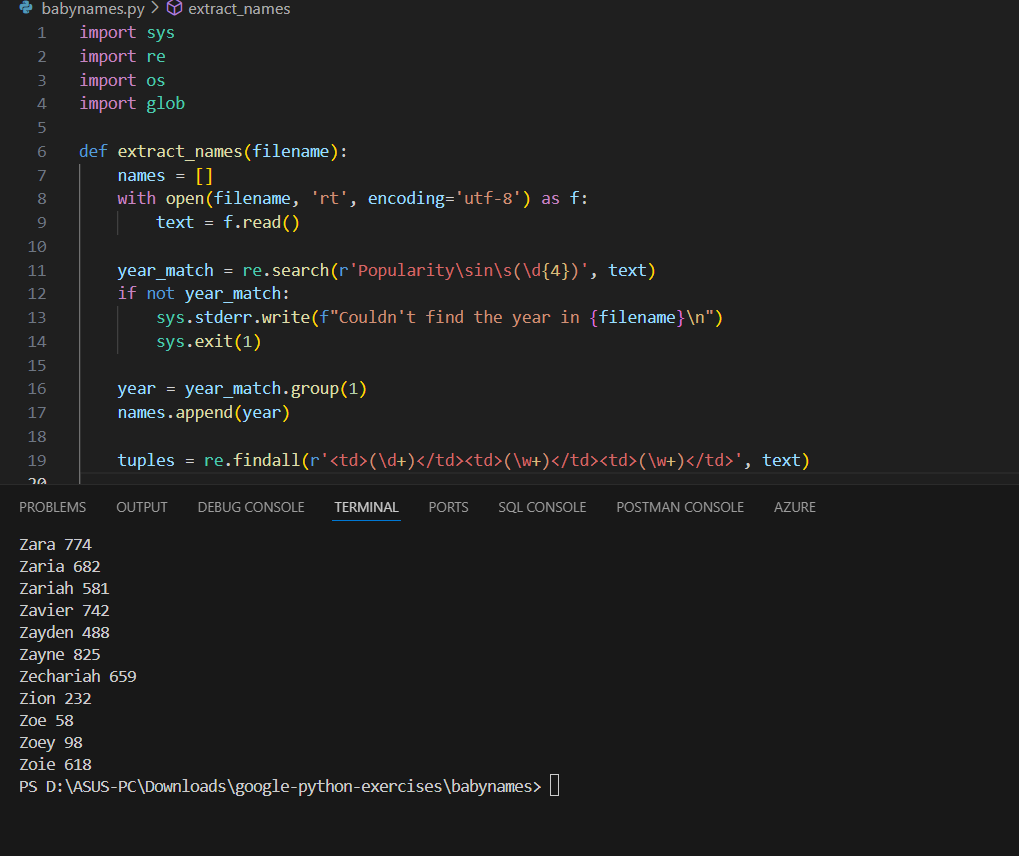 babynames.py > extract_names
1 import sys
2 import re
3 import os
4 import glob
5
6 def extract_names(filename):
7     names = []
8     with open(filename, 'rt', encoding='utf-8') as f:
9         text = f.read()
10
11     year_match = re.search(r'Popularity\sin\s(\d{4})', text)
12     if not year_match:
13         sys.stderr.write(f"Couldn't find the year in {filename}\n")
14         sys.exit(1)
15
16     year = year_match.group(1)
17     names.append(year)
18
19     tuples = re.findall(r'<td>(\d+)</td><td>(\w+)</td><td>(\w+)</td>', text)
20
PROBLEMS OUTPUT DEBUG CONSOLE TERMINAL PORTS SQL CONSOLE POSTMAN CONSOLE AZURE
Zara 774
Zaria 682
Zariah 581
Zavier 742
Zayden 488
Zayne 825
Zechariah 659
Zion 232
Zoe 58
Zoey 98
Zoie 618
PS D:\ASUS-PC\Downloads\google-python-exercises\babynames>